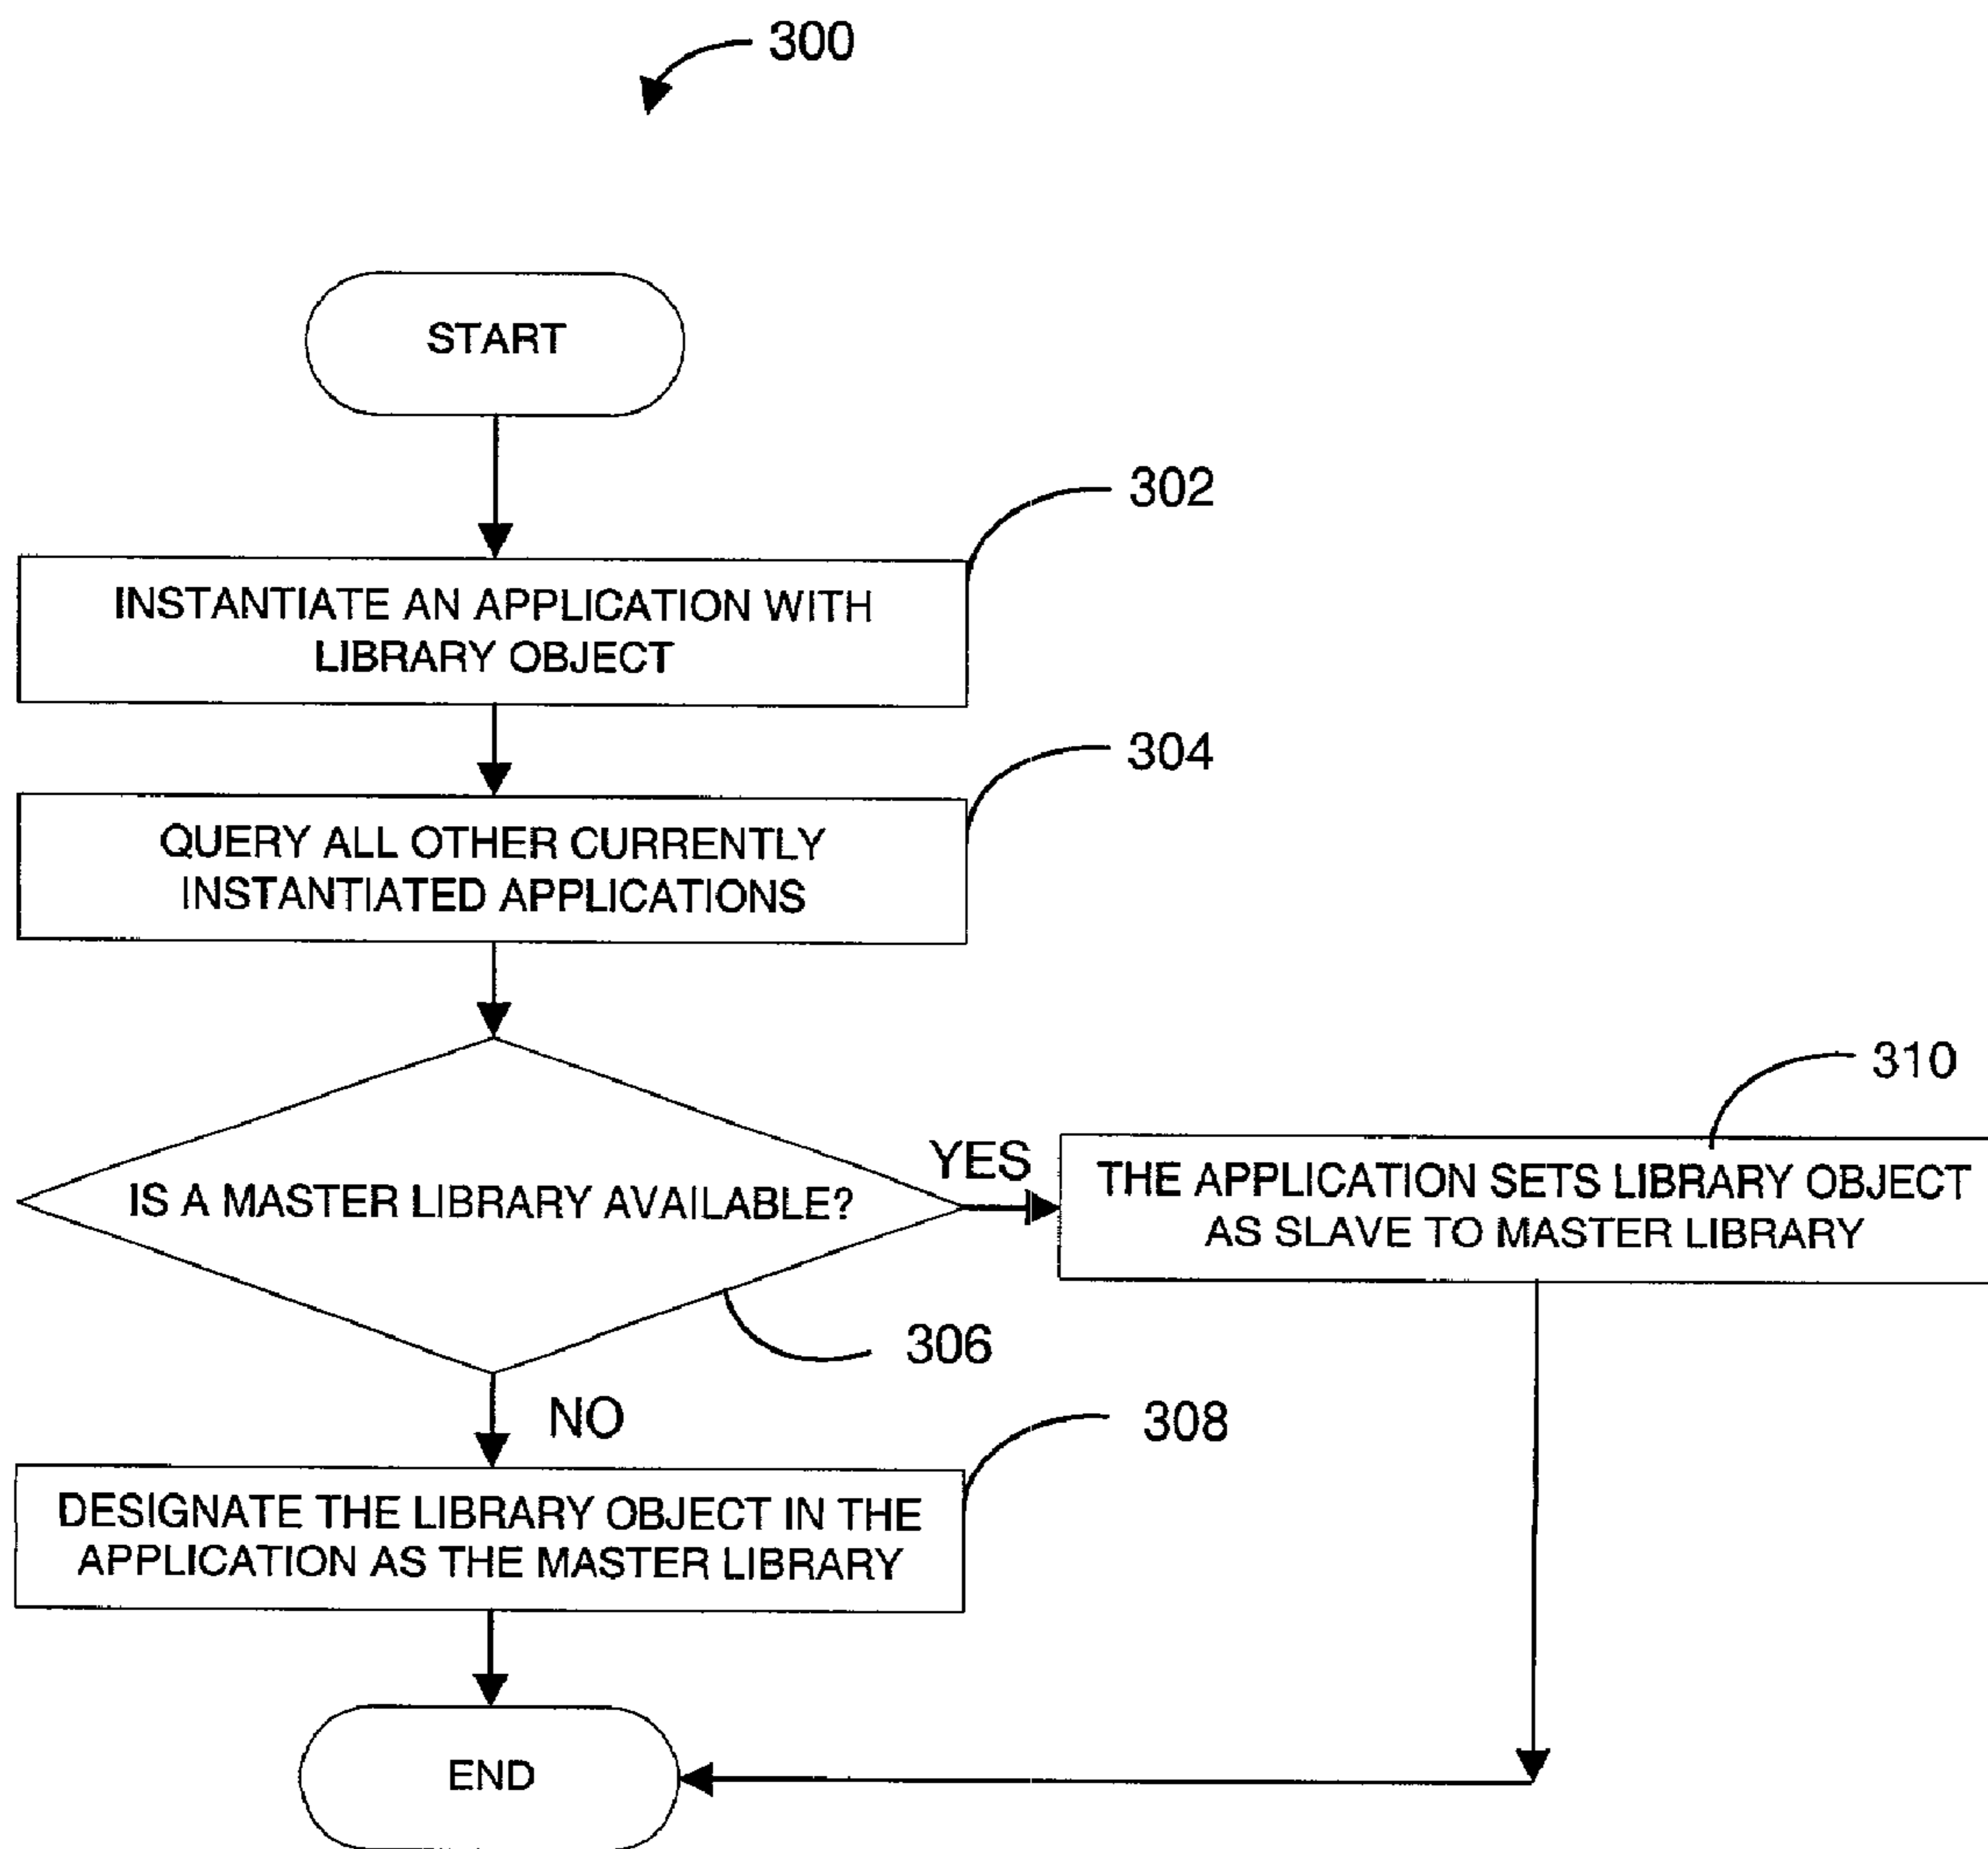 300
START
302
INSTANTIATE AN APPLICATION WITH
LIBRARY OBJECT
304
QUERY ALL OTHER CURRENTLY
INSTANTIATED APPLICATIONS
310
IS A MASTER LIBRARY AVAILABLE?
YES
THE APPLICATION SETS LIBRARY OBJECT
AS SLAVE TO MASTER LIBRARY
306
NO
308
DESIGNATE THE LIBRARY OBJECT IN THE
APPLICATION AS THE MASTER LIBRARY
END